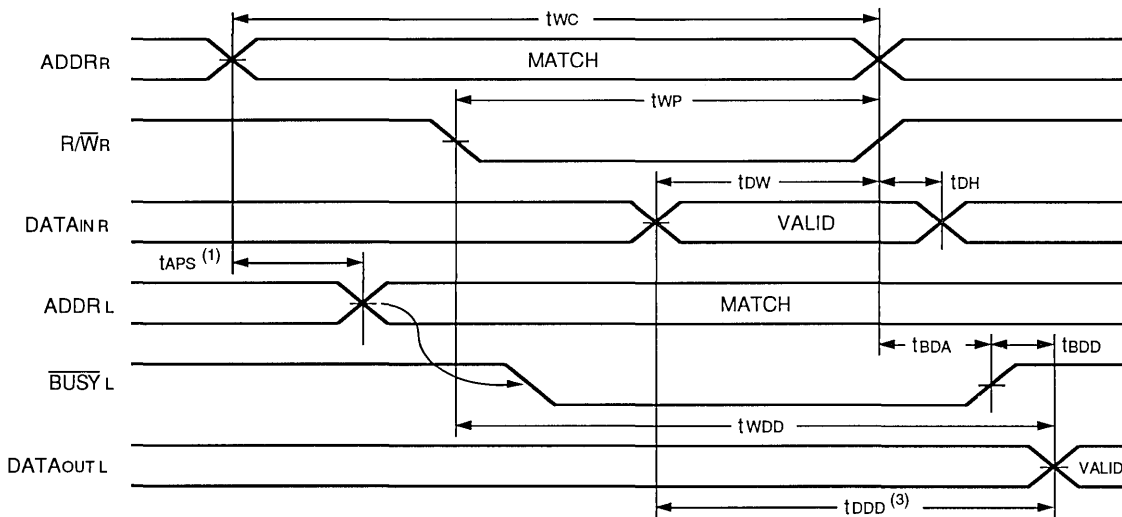 tWC
ADDRR MATCH
tWP
R/W̅R
tDW tDH
DATAIN R VALID
tAPS (1)
ADDR L MATCH
tBDA tBDD
B̅U̅S̅Y̅ L
tWDD
DATAOUT L VALID
tDDD (3)